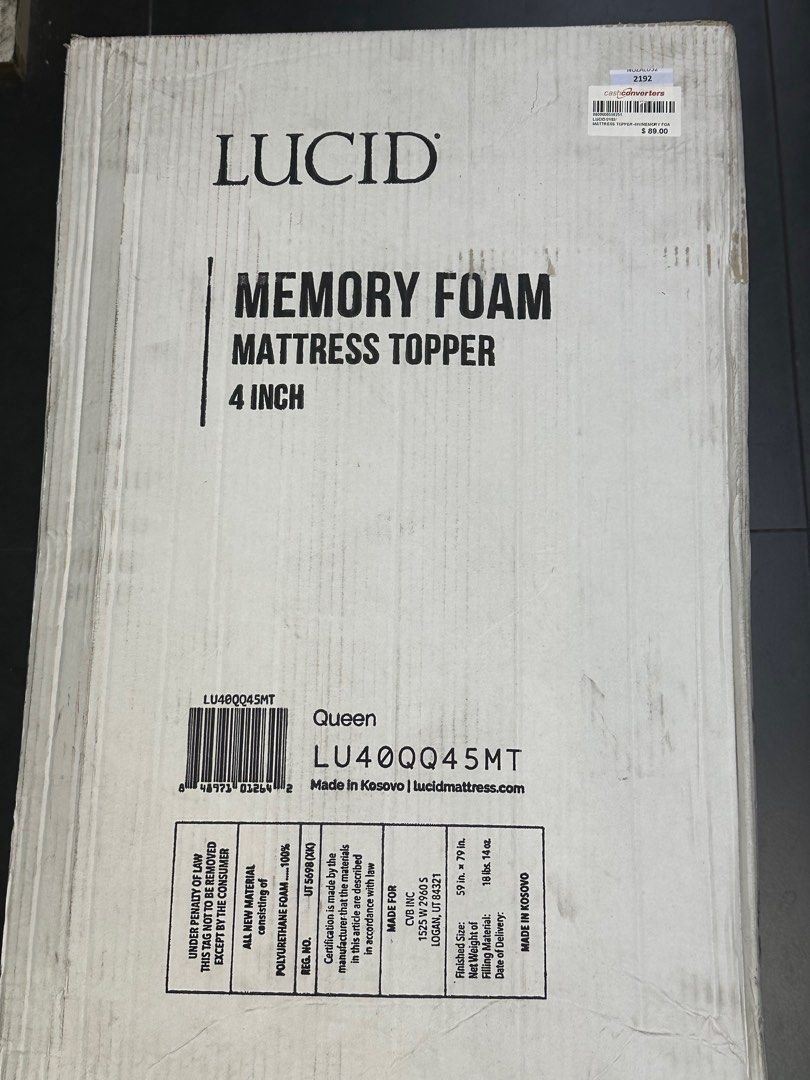 2192
cashconverters
$ 89.00
LUCID®
MEMORY FOAM
MATTRESS TOPPER
4 INCH
LU40QQ45MT
8 48971 01264 2
Queen
LU40QQ45MT
Made in Kosovo | lucidmattress.com
UNDER PENALTY OF LAW
THIS TAG NOT TO BE REMOVED
EXCEPT BY THE CONSUMER
ALL NEW MATERIAL
consisting of
POLYURETHANE FOAM .....100%
REG. NO. UT 5698 (XK)
Certification is made by the
manufacturer that the materials
in this article are described
in accordance with law
MADE FOR
CVB INC
1525 W 2960 S
LOGAN, UT 84321
Finished Size: 59 in. × 79 in.
Net Weight of
Filling Material: 18 lbs. 14 oz.
Date of Delivery:
MADE IN KOSOVO